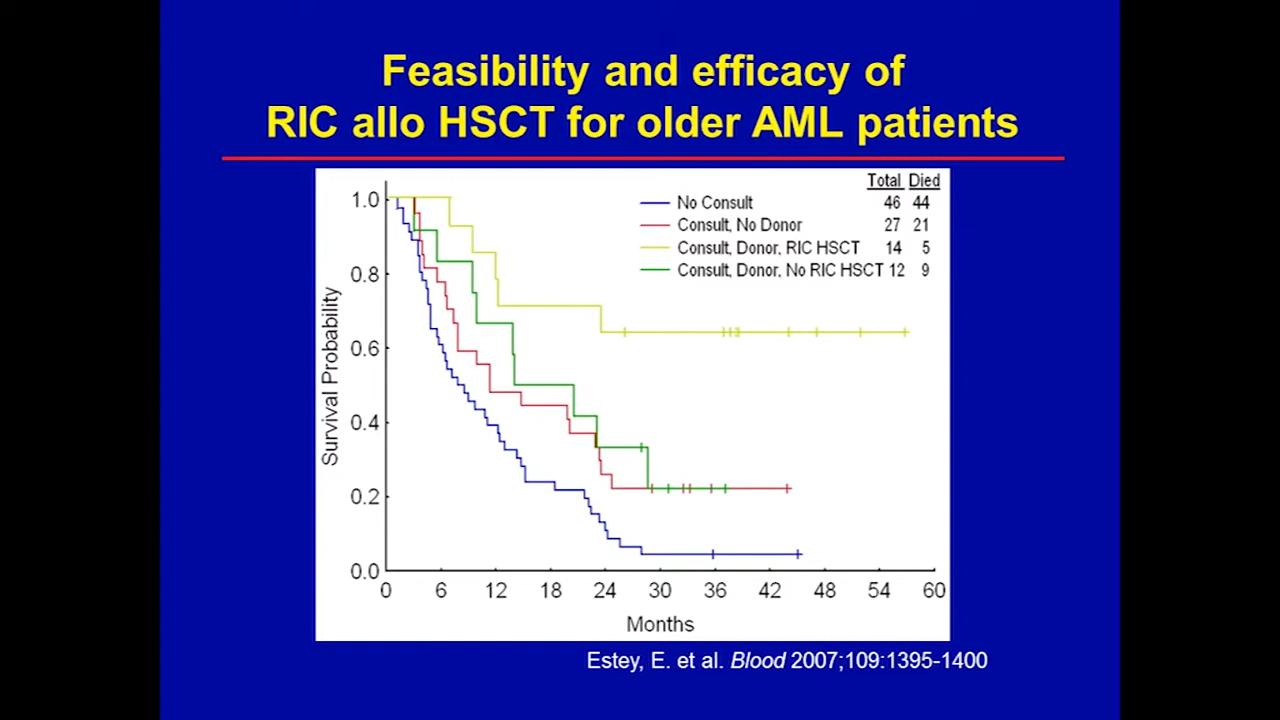 Feasibility and efficacy of
RIC allo HSCT for older AML patients
Total Died
No Consult 46 44
Consult, No Donor 27 21
Consult, Donor, RIC HSCT 14 5
Consult, Donor, No RIC HSCT 12 9
Survival Probability
1.0
0.8
0.6
0.4
0.2
0.0
0 6 12 18 24 30 36 42 48 54 60
Months
Estey, E. et al. Blood 2007;109:1395-1400